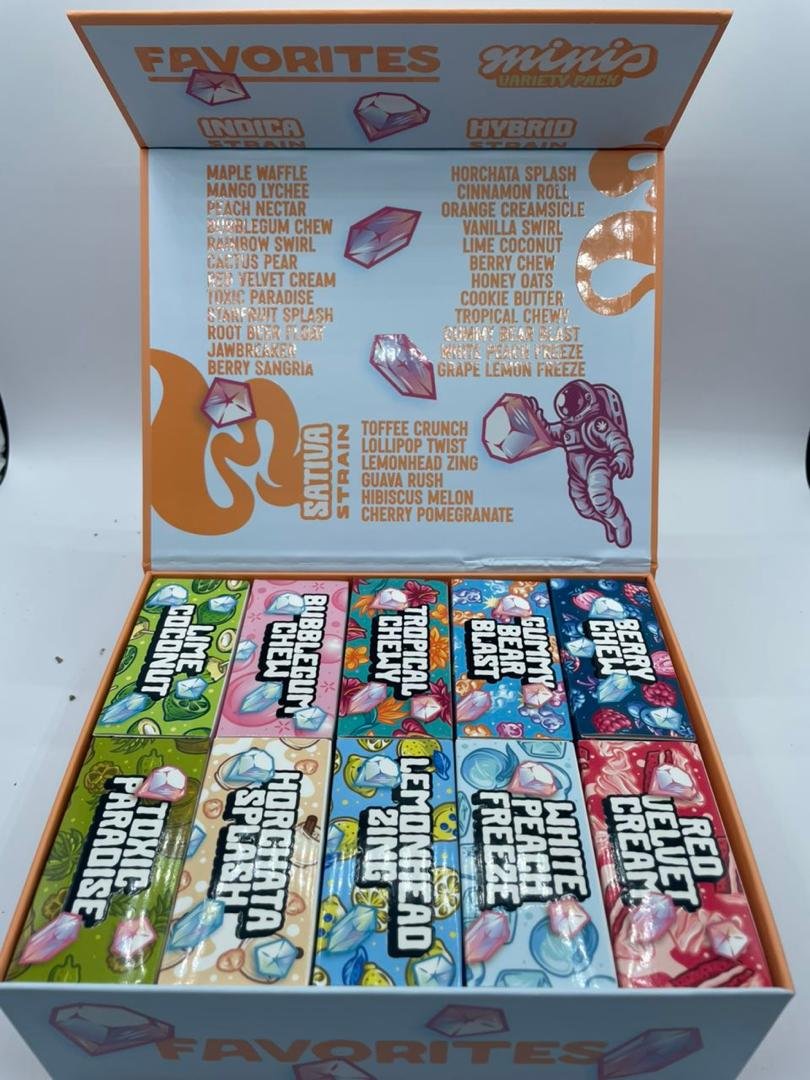 FAVORITES
minis
VARIETY PACK
INDICA
STRAIN
MAPLE WAFFLE
MANGO LYCHEE
PEACH NECTAR
BUBBLEGUM CHEW
RAINBOW SWIRL
CACTUS PEAR
RED VELVET CREAM
TOXIC PARADISE
STARFRUIT SPLASH
ROOT BEER FLOAT
JAWBREAKER
BERRY SANGRIA
HYBRID
STRAIN
HORCHATA SPLASH
CINNAMON ROLL
ORANGE CREAMSICLE
VANILLA SWIRL
LIME COCONUT
BERRY CHEW
HONEY OATS
COOKIE BUTTER
TROPICAL CHEWY
GUMMY BEAR BLAST
WHITE PEACH FREEZE
GRAPE LEMON FREEZE
SATIVA
STRAIN
TOFFEE CRUNCH
LOLLIPOP TWIST
LEMONHEAD ZING
GUAVA RUSH
HIBISCUS MELON
CHERRY POMEGRANATE
LIME
COCONUT
BUBBLEGUM
CHEW
TROPICAL
CHEWY
GUMMY
BEAR
BLAST
BERRY
CHEW
TOXIC
PARADISE
HORCHATA
SPLASH
LEMONHEAD
ZING
WHITE
PEACH
FREEZE
RED
VELVET
CREAM
FAVORITES